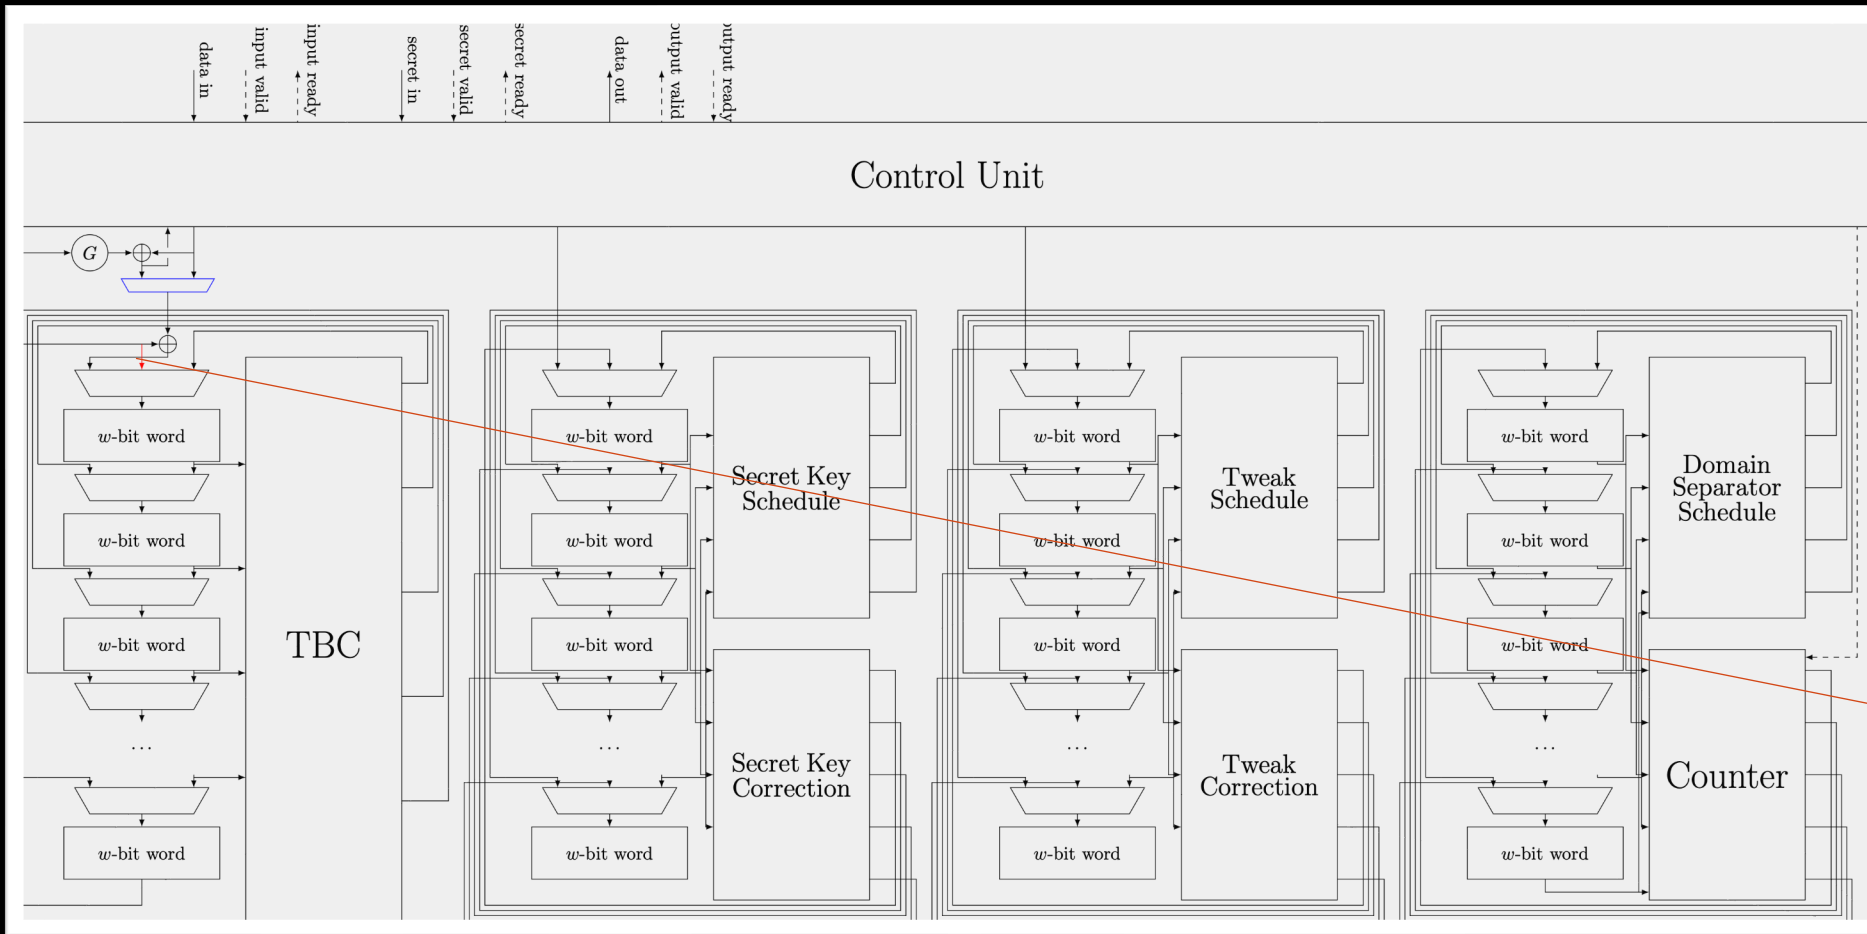 data in
input valid
input ready
secret in
secret valid
secret ready
data out
output valid
output ready
Control Unit
G
w-bit word
w-bit word
w-bit word
...
w-bit word
TBC
w-bit word
w-bit word
w-bit word
...
w-bit word
Secret Key
Schedule
Secret Key
Correction
w-bit word
w-bit word
w-bit word
...
w-bit word
Tweak
Schedule
Tweak
Correction
w-bit word
w-bit word
w-bit word
...
w-bit word
Domain
Separator
Schedule
Counter